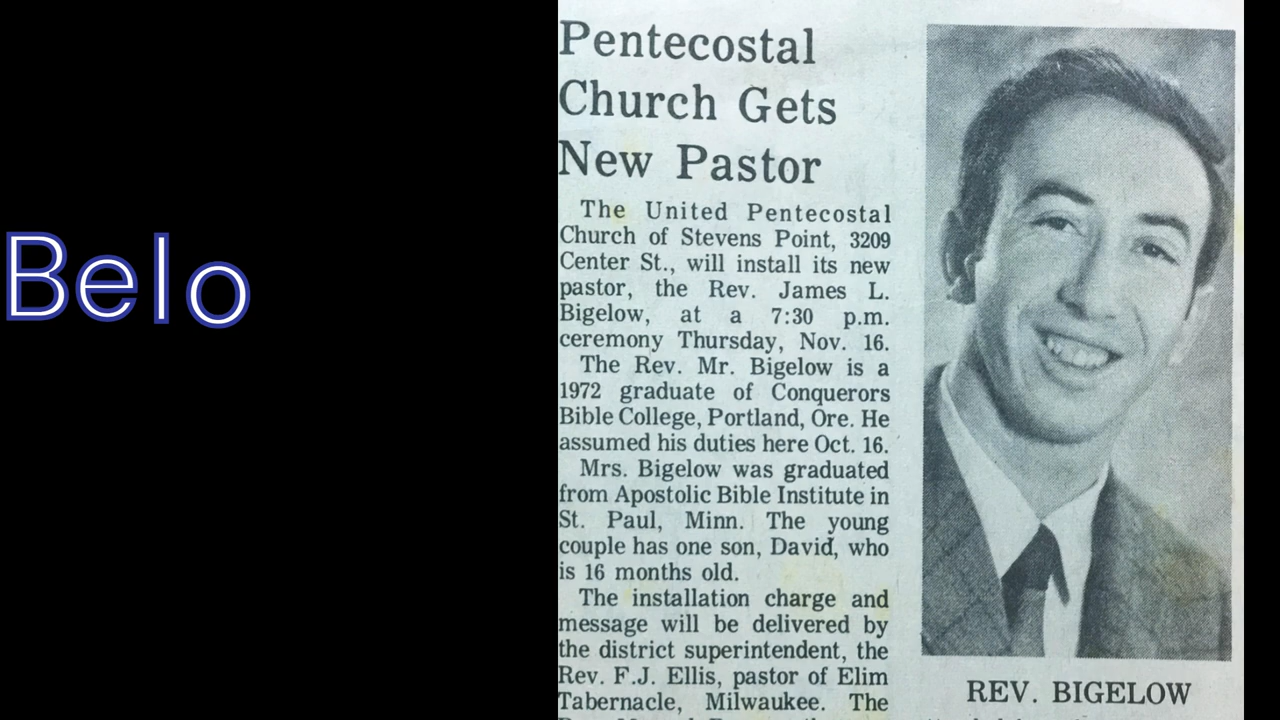 Belo
Pentecostal
Church Gets
New Pastor
The United Pentecostal
Church of Stevens Point, 3209
Center St., will install its new
pastor, the Rev. James L.
Bigelow, at a 7:30 p.m.
ceremony Thursday, Nov. 16.
The Rev. Mr. Bigelow is a
1972 graduate of Conquerors
Bible College, Portland, Ore. He
assumed his duties here Oct. 16.
Mrs. Bigelow was graduated
from Apostolic Bible Institute in
St. Paul, Minn. The young
couple has one son, David, who
is 16 months old.
The installation charge and
message will be delivered by
the district superintendent, the
Rev. F.J. Ellis, pastor of Elim
Tabernacle, Milwaukee. The
REV. BIGELOW